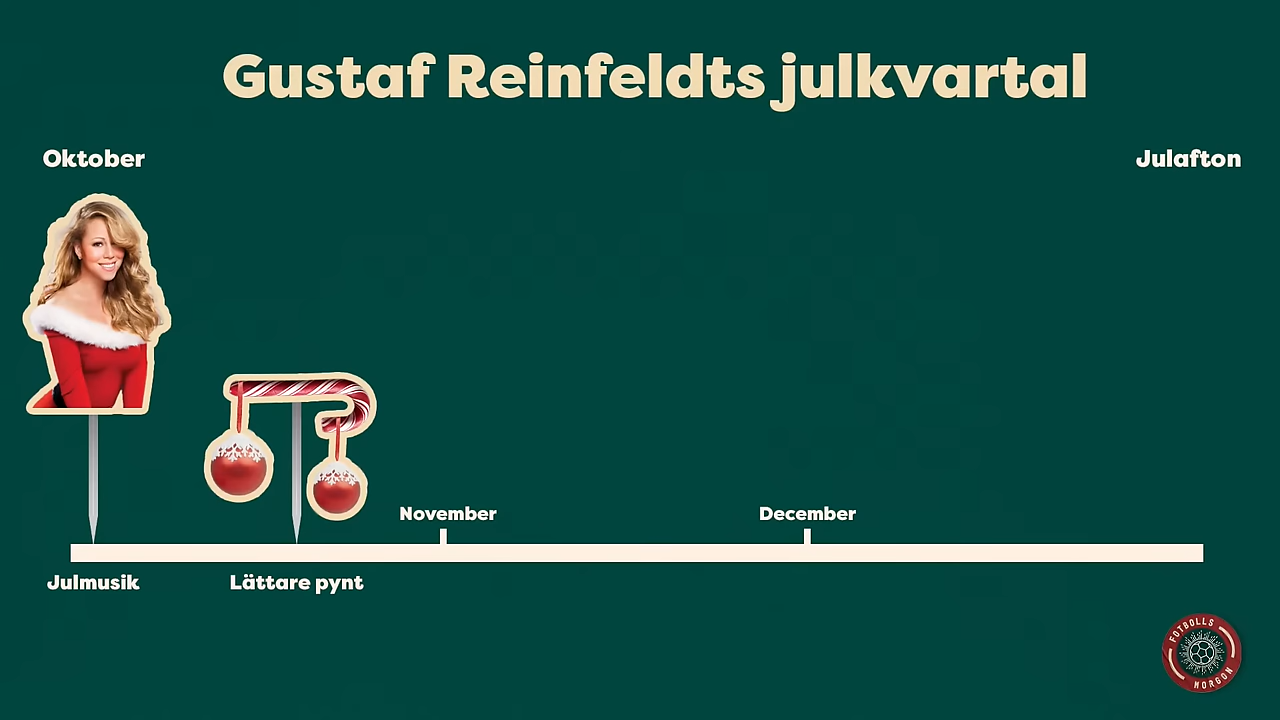 Gustaf Reinfeldts julkvartal
Oktober
Julafton
November
December
Julmusik
Lättare pynt
FOTBOLLS
MORGON